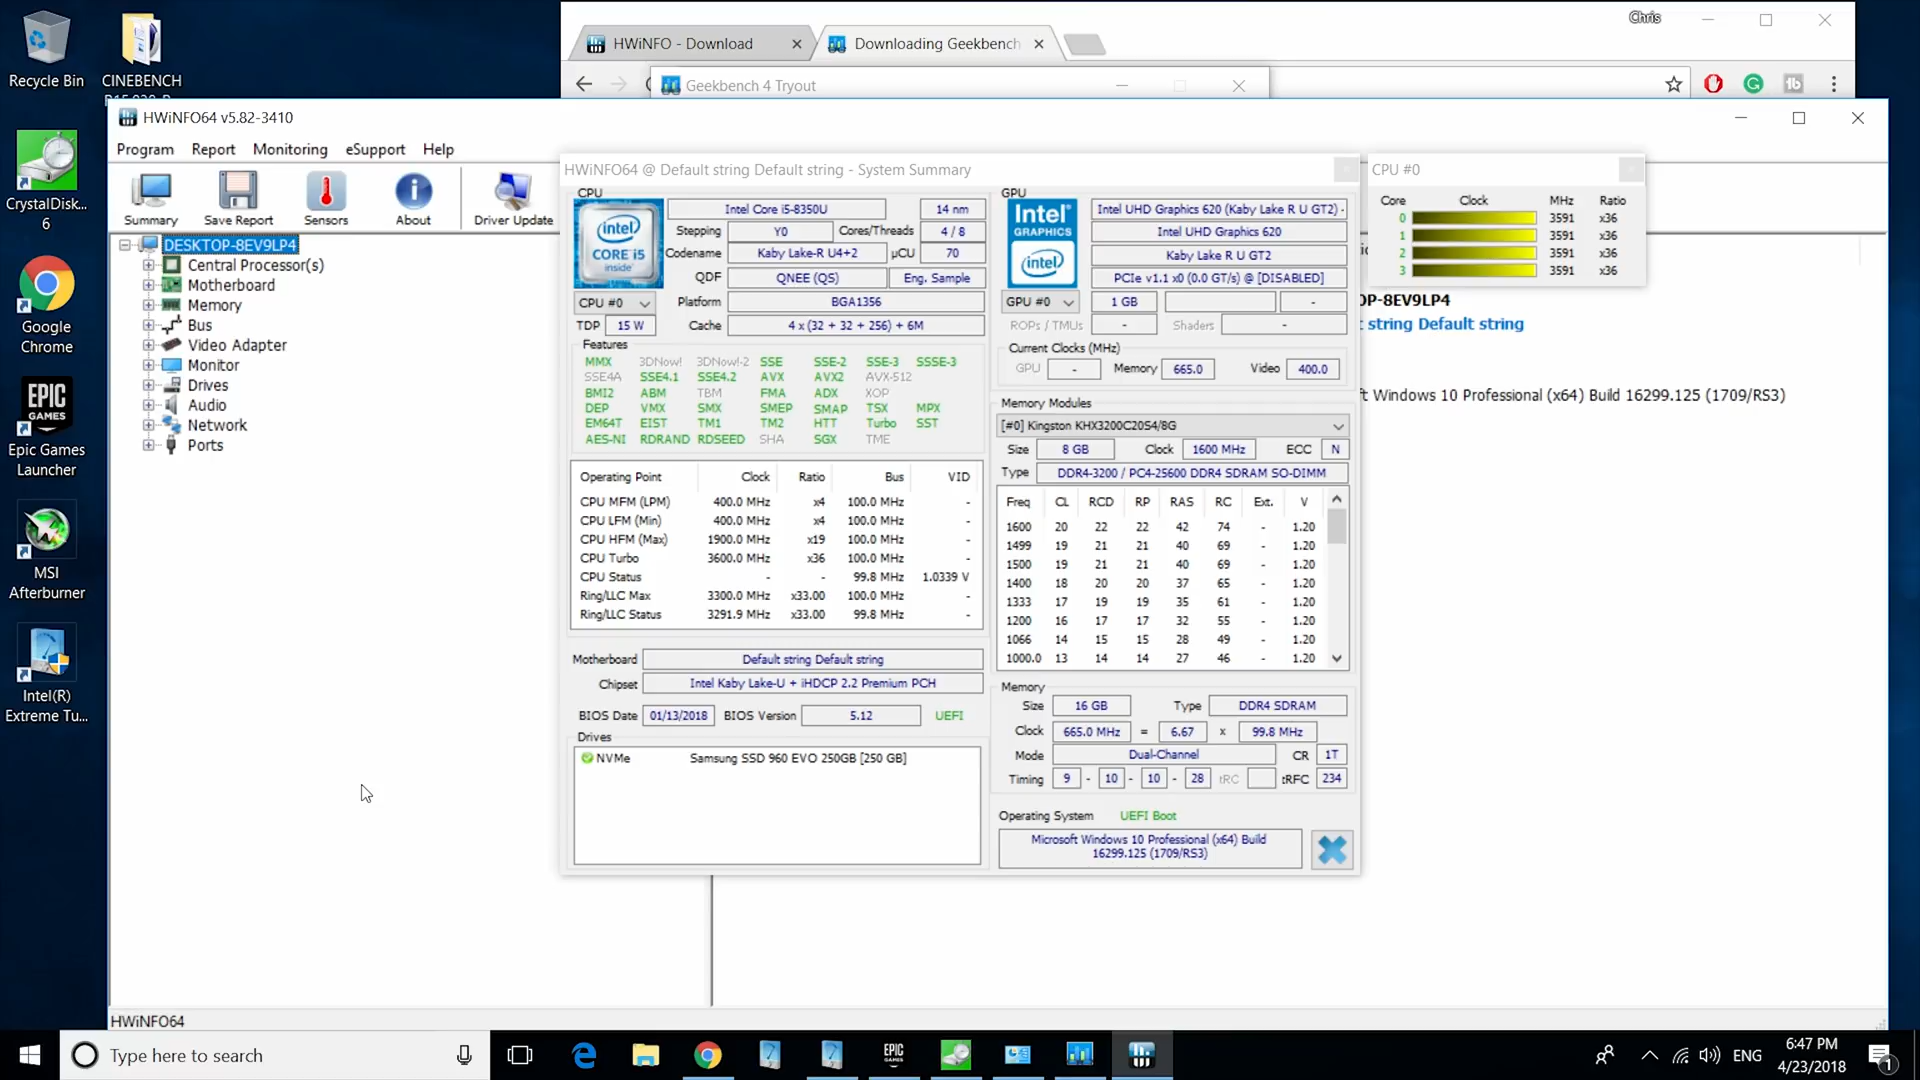 Recycle Bin
CINEBENCH
CrystalDisk...
6
Google
Chrome
EPIC
GAMES
Epic Games
Launcher
MSI
Afterburner
Intel(R)
Extreme Tu...
Chris
HWiNFO - Download
Downloading Geekbench
Geekbench 4 Tryout
HWiNFO64 v5.82-3410
Program Report Monitoring eSupport Help
Summary Save Report Sensors About Driver Update
DESKTOP-8EV9LP4
Central Processor(s)
Motherboard
Memory
Bus
Video Adapter
Monitor
Drives
Audio
Network
Ports
HWiNFO64
HWiNFO64 @ Default string Default string - System Summary
CPU
intel
CORE i5
inside
Intel Core i5-8350U 14 nm
Stepping Y0 Cores/Threads 4 / 8
Codename Kaby Lake-R U4+2 µCU 70
QDF QNEE (QS) Eng. Sample
CPU #0 Platform BGA1356
TDP 15 W Cache 4 x (32 + 32 + 256) + 6M
Features
MMX 3DNow! 3DNow!-2 SSE SSE-2 SSE-3 SSSE-3
SSE4A SSE4.1 SSE4.2 AVX AVX2 AVX-512
BMI2 ABM TBM FMA ADX XOP
DEP VMX SMX SMEP SMAP TSX MPX
EM64T EIST TM1 TM2 HTT Turbo SST
AES-NI RDRAND RDSEED SHA SGX TME
Operating Point Clock Ratio Bus VID
CPU MFM (LPM) 400.0 MHz x4 100.0 MHz -
CPU LFM (Min) 400.0 MHz x4 100.0 MHz -
CPU HFM (Max) 1900.0 MHz x19 100.0 MHz -
CPU Turbo 3600.0 MHz x36 100.0 MHz -
CPU Status - - 99.8 MHz 1.0339 V
Ring/LLC Max 3300.0 MHz x33.00 100.0 MHz -
Ring/LLC Status 3291.9 MHz x33.00 99.8 MHz -
Motherboard Default string Default string
Chipset Intel Kaby Lake-U + iHDCP 2.2 Premium PCH
BIOS Date 01/13/2018 BIOS Version 5.12 UEFI
Drives
NVMe Samsung SSD 960 EVO 250GB [250 GB]
GPU
Intel®
GRAPHICS
intel
Intel UHD Graphics 620 (Kaby Lake R U GT2) -
Intel UHD Graphics 620
Kaby Lake R U GT2
PCIe v1.1 x0 (0.0 GT/s) @ [DISABLED]
GPU #0 1 GB -
ROPs / TMUs - Shaders -
Current Clocks (MHz)
GPU - Memory 665.0 Video 400.0
Memory Modules
[#0] Kingston KHX3200C20S4/8G
Size 8 GB Clock 1600 MHz ECC N
Type DDR4-3200 / PC4-25600 DDR4 SDRAM SO-DIMM
Freq CL RCD RP RAS RC Ext. V
1600 20 22 22 42 74 - 1.20
1499 19 21 21 40 69 - 1.20
1500 19 21 21 40 69 - 1.20
1400 18 20 20 37 65 - 1.20
1333 17 19 19 35 61 - 1.20
1200 16 17 17 32 55 - 1.20
1066 14 15 15 28 49 - 1.20
1000.0 13 14 14 27 46 - 1.20
Memory
Size 16 GB Type DDR4 SDRAM
Clock 665.0 MHz = 6.67 x 99.8 MHz
Mode Dual-Channel CR 1T
Timing 9 - 10 - 10 - 28 tRC tRFC 234
Operating System UEFI Boot
Microsoft Windows 10 Professional (x64) Build
16299.125 (1709/RS3)
CPU #0
Core Clock MHz Ratio
0 3591 x36
1 3591 x36
2 3591 x36
3 3591 x36
OP-8EV9LP4
string Default string
t Windows 10 Professional (x64) Build 16299.125 (1709/RS3)
Type here to search
EPIC
GAMES
ENG
6:47 PM
4/23/2018
1